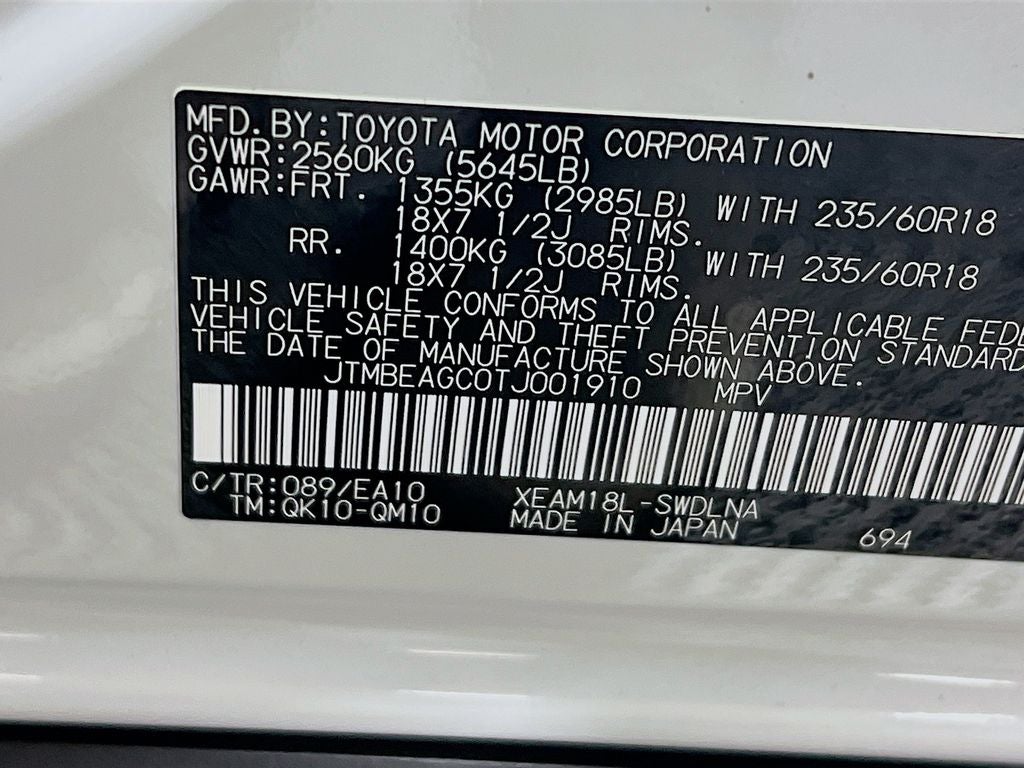 MFD. BY: TOYOTA MOTOR CORPORATION
GVWR: 2560KG (5645LB)
GAWR: FRT. 1355KG (2985LB) WITH 235/60R18
18X7 1/2J RIMS.
RR. 1400KG (3085LB) WITH 235/60R18
18X7 1/2J RIMS.
THIS VEHICLE CONFORMS TO ALL APPLICABLE
VEHICLE SAFETY AND THEFT PREVENTION STANDARD
THE DATE OF MANUFACTURE SHOWN ABOVE.
JTMBEAGC0TJ001910 MPV
C/TR: 089/EA10 XEAM18L-SWDLNA
TM: QK10-QM10 MADE IN JAPAN 694